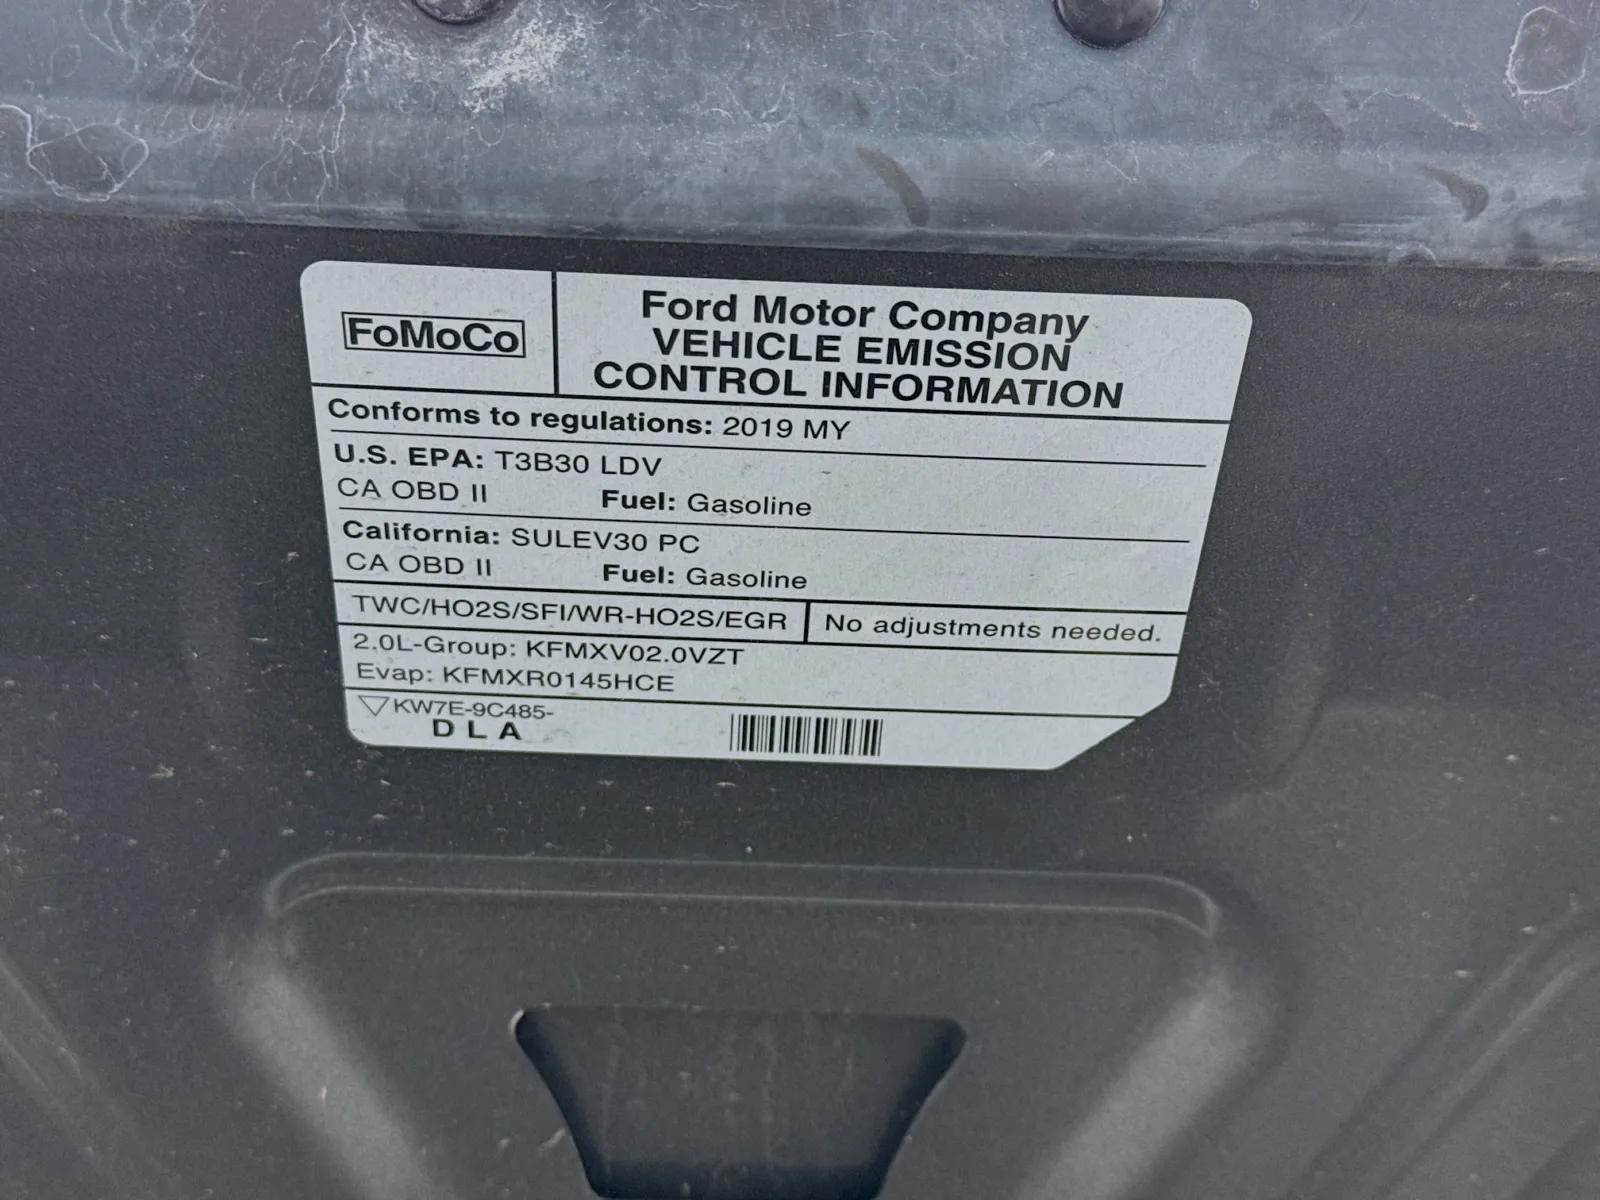 FoMoCo
Ford Motor Company
VEHICLE EMISSION
CONTROL INFORMATION
Conforms to regulations: 2019 MY
U.S. EPA: T3B30 LDV
CA OBD II Fuel: Gasoline
California: SULEV30 PC
CA OBD II Fuel: Gasoline
TWC/HO2S/SFI/WR-HO2S/EGR No adjustments needed.
2.0L-Group: KFMXV02.0VZT
Evap: KFMXR0145HCE
KW7E-9C485-
D L A